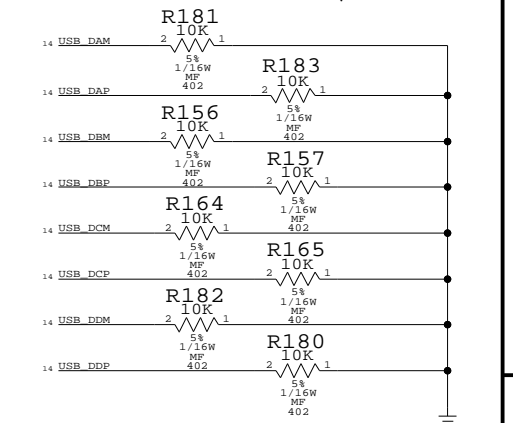 R181
10K
14 USB_DAM 2 1
5%
1/16W
MF
402
R183
10K
14 USB_DAP 2 1
5%
1/16W
MF
402
R156
10K
14 USB_DBM 2 1
5%
1/16W
MF
402
R157
10K
14 USB_DBP 2 1
5%
1/16W
MF
402
R164
10K
14 USB_DCM 2 1
5%
1/16W
MF
402
R165
10K
14 USB_DCP 2 1
5%
1/16W
MF
402
R182
10K
14 USB_DDM 2 1
5%
1/16W
MF
402
R180
10K
14 USB_DDP 2 1
5%
1/16W
MF
402